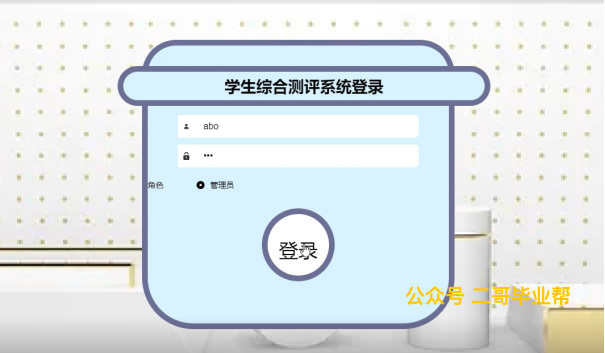 学生综合测评系统登录
abo
•••
角色 管理员
登录
公众号 二哥毕业帮